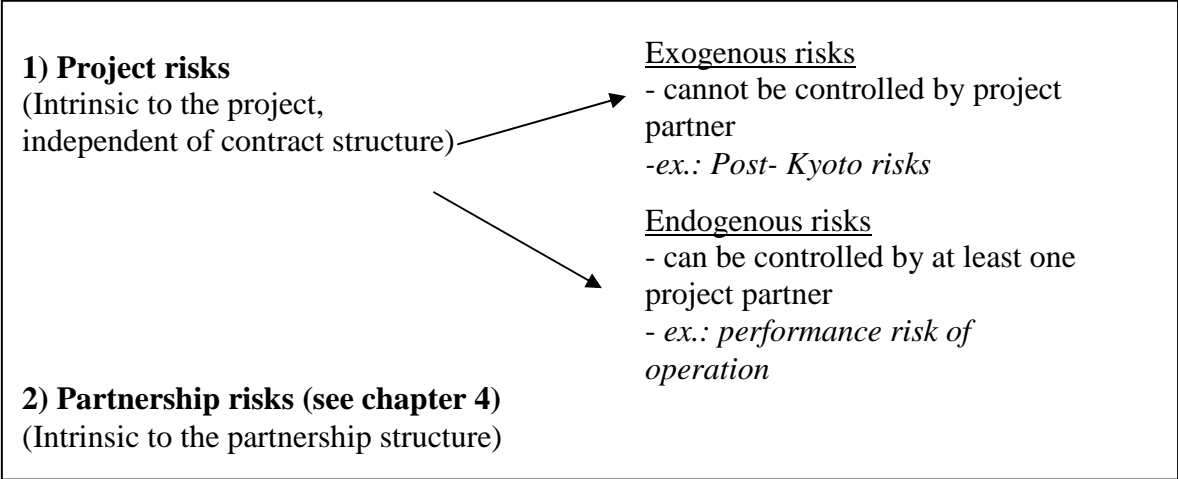 1) Project risks
(Intrinsic to the project,
independent of contract structure)
Exogenous risks
- cannot be controlled by project
partner
-ex.: Post- Kyoto risks
Endogenous risks
- can be controlled by at least one
project partner
- ex.: performance risk of
operation
2) Partnership risks (see chapter 4)
(Intrinsic to the partnership structure)